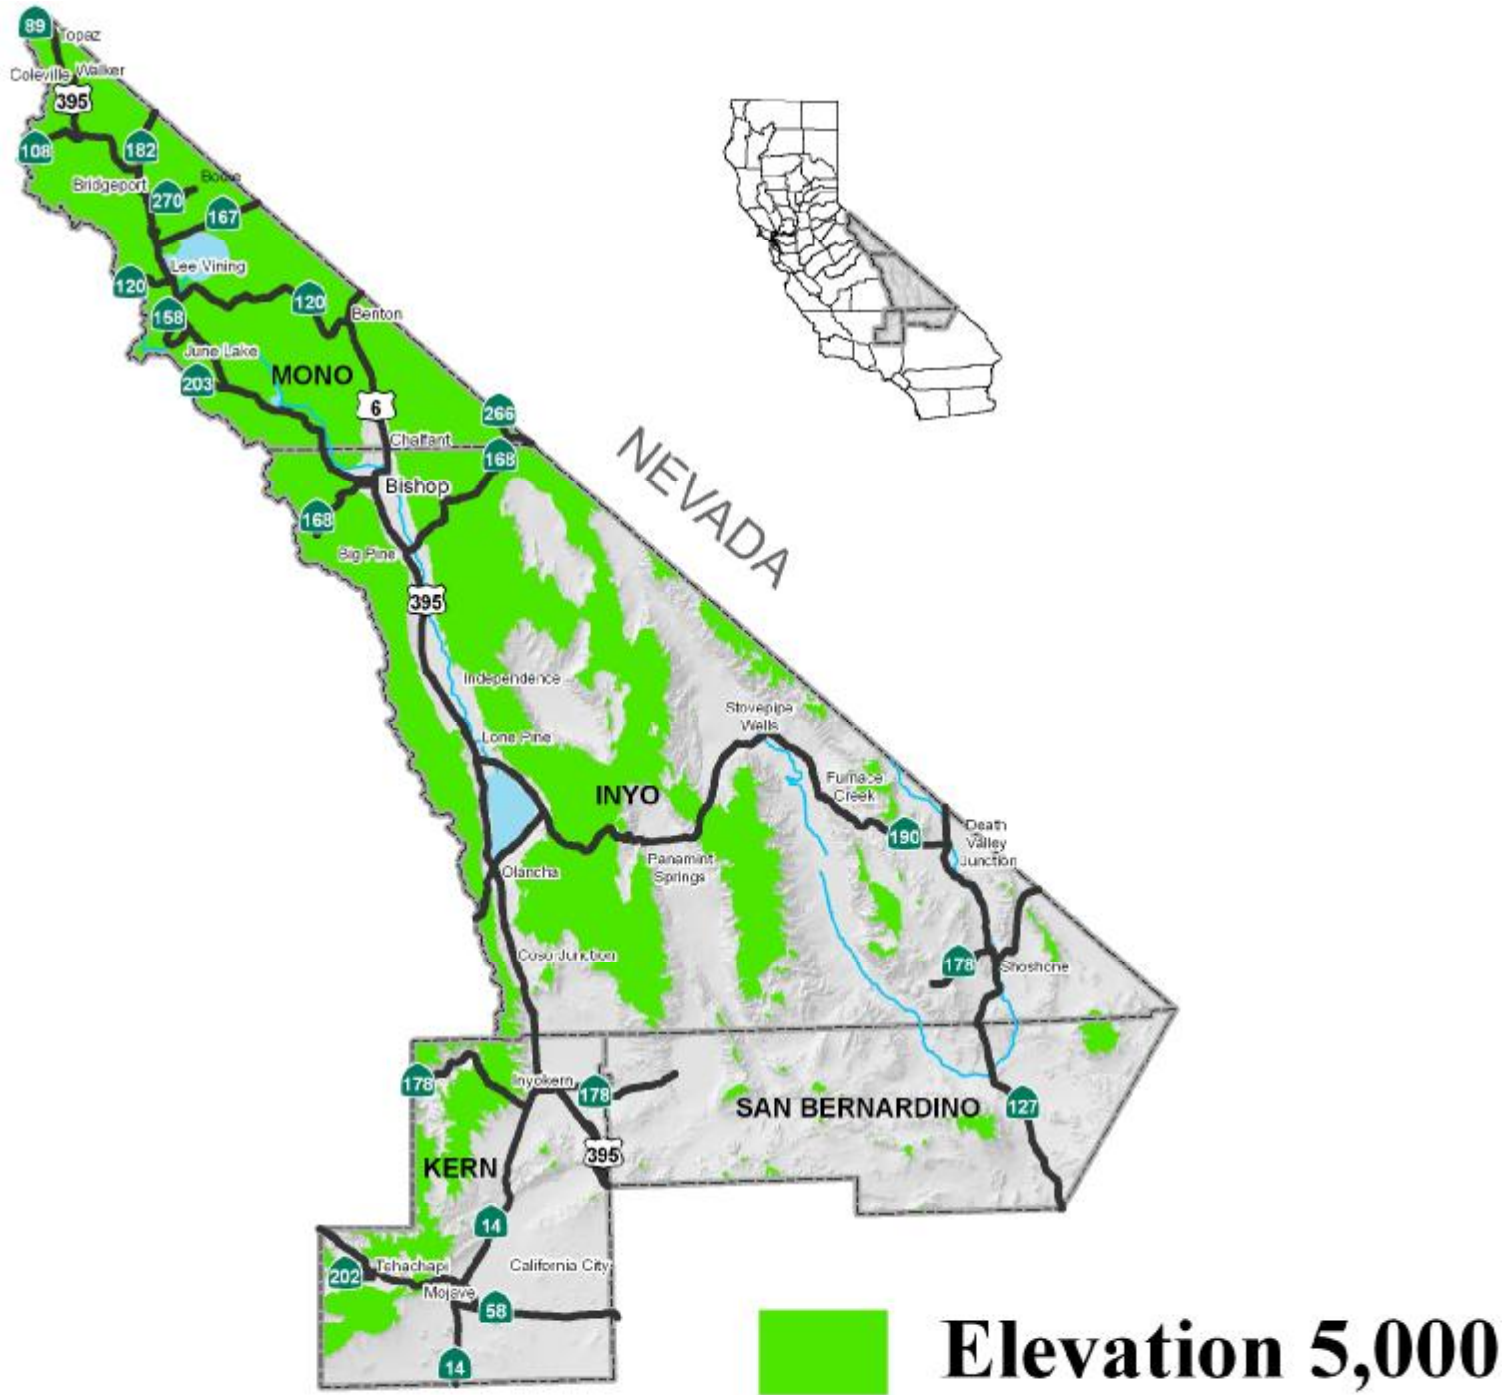 89
Topaz
Coleville Walker
395
108
182
Bridgeport
Bodie
270
167
Lee Vining
120
120
158
Benton
June Lake
MONO
203
6
266
Chalfant
168
NEVADA
Bishop
168
Big Pine
395
Independence
Stovepipe
Wells
Lone Pine
INYO
Furnace
Creek
190
Death
Valley
Junction
Panamint
Springs
Olancha
Coso Junction
178
Shoshone
178
Inyokern
178
SAN BERNARDINO
127
395
KERN
14
202
Tehachapi
California City
Mojave
58
14
Elevation 5,000